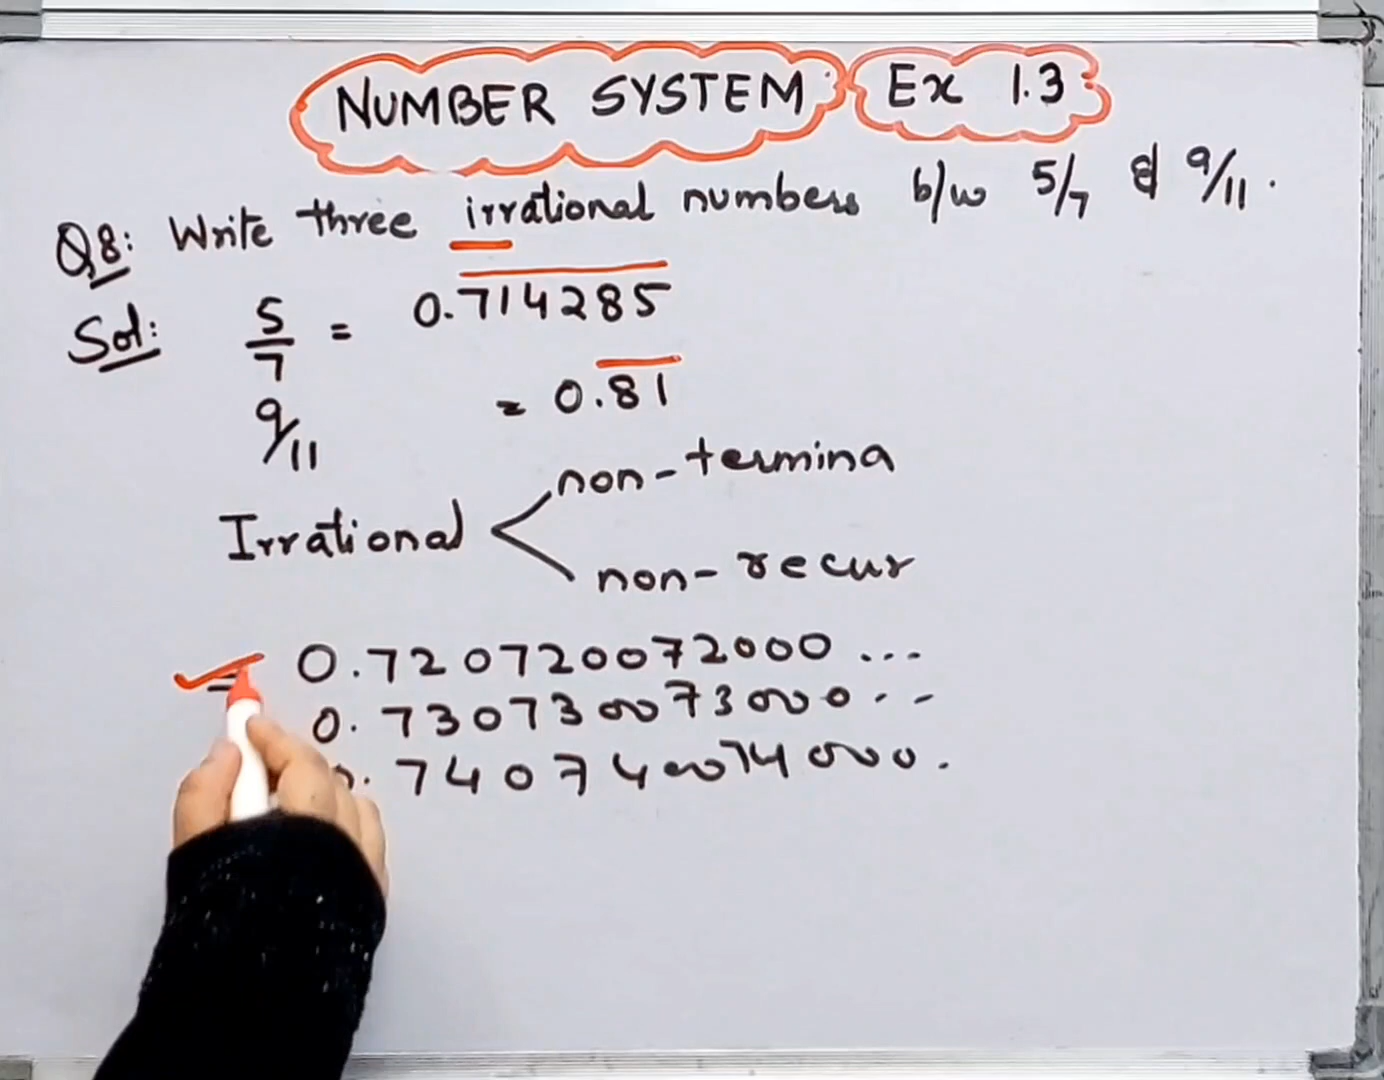 NUMBER SYSTEM Ex 1.3
Q8: Write three irrational numbers b/w 5/7 & 9/11.
Sol: 5/7 = 0.714285
9/11 = 0.81
Irrational < non-termina
non-recur
= 0.720720072000...
0.730730073000...
0.740740074000.